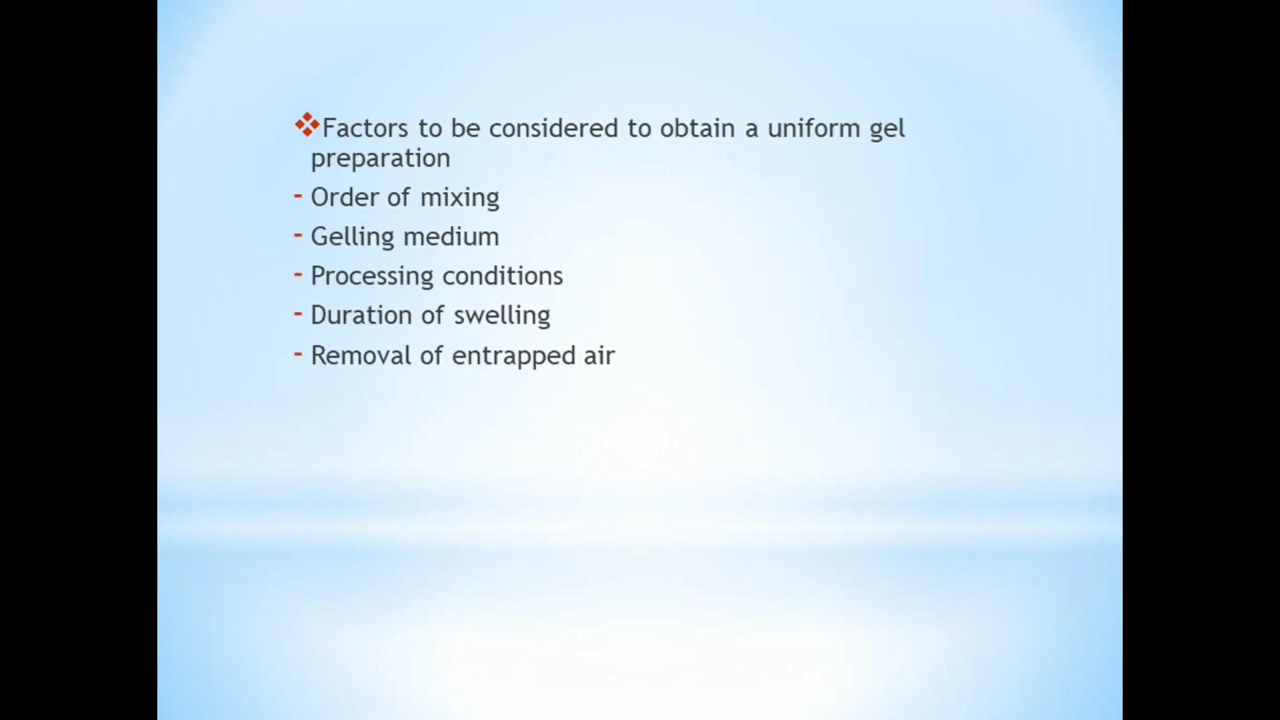 ❖Factors to be considered to obtain a uniform gel
preparation
- Order of mixing
- Gelling medium
- Processing conditions
- Duration of swelling
- Removal of entrapped air